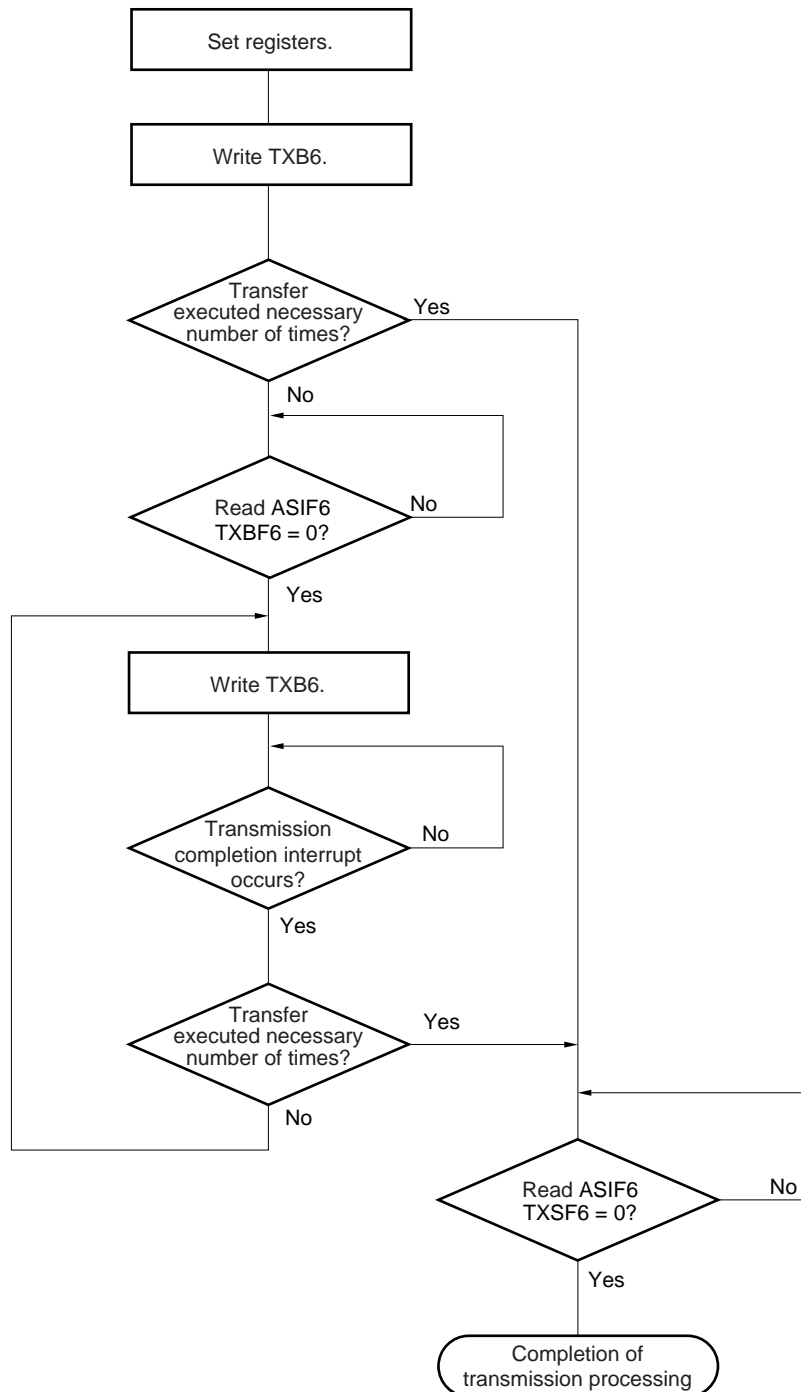 Set registers.
Write TXB6.
Transfer
executed necessary
number of times?
Yes
No
Read ASIF6
TXBF6 = 0?
No
Yes
Write TXB6.
Transmission
completion interrupt
occurs?
No
Yes
Transfer
executed necessary
number of times?
Yes
No
Read ASIF6
TXSF6 = 0?
No
Yes
Completion of
transmission processing